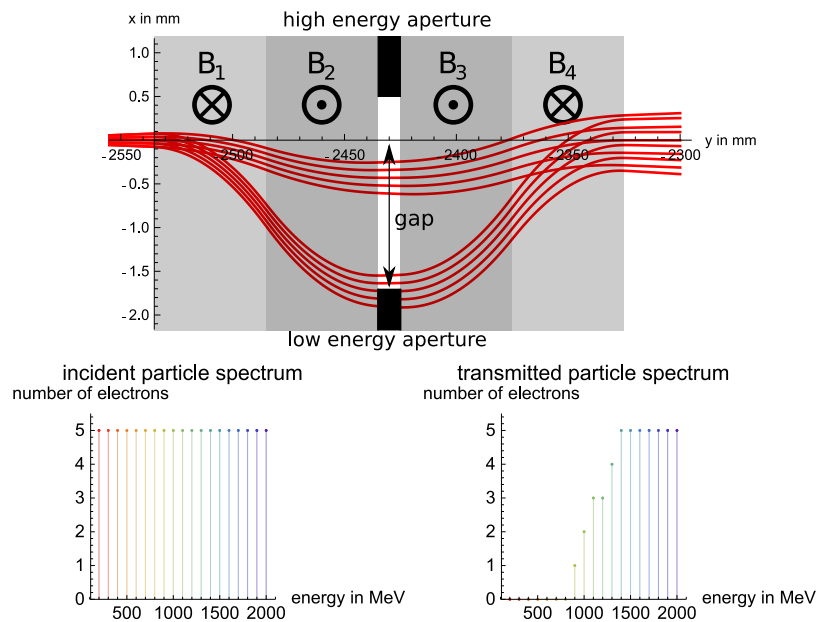 x in mm
high energy aperture
1.0
B1 B2 B3 B4
0.5
y in mm
-2550 -2500 -2450 -2400 -2350 -2300
-0.5
gap
-1.0
-1.5
-2.0
low energy aperture
incident particle spectrum
number of electrons
5
4
3
2
1
0
500 1000 1500 2000
energy in MeV
transmitted particle spectrum
number of electrons
5
4
3
2
1
0
500 1000 1500 2000
energy in MeV